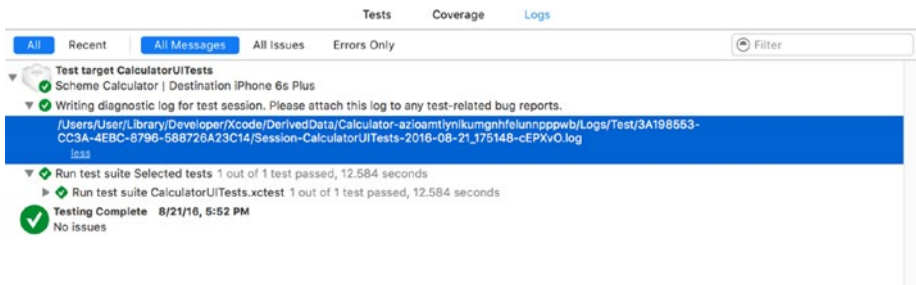 Tests Coverage Logs
All Recent All Messages All Issues Errors Only Filter
Test target CalculatorUITests
Scheme Calculator | Destination iPhone 6s Plus
Writing diagnostic log for test session. Please attach this log to any test-related bug reports.
/Users/User/Library/Developer/Xcode/DerivedData/Calculator-azioamtiynlkumgnhfelunnpppwb/Logs/Test/3A198553-
CC3A-4EBC-8796-588726A23C14/Session-CalculatorUITests-2016-08-21_175148-cEPXvO.log
less
Run test suite Selected tests 1 out of 1 test passed, 12.584 seconds
Run test suite CalculatorUITests.xctest 1 out of 1 test passed, 12.584 seconds
Testing Complete 8/21/16, 5:52 PM
No issues